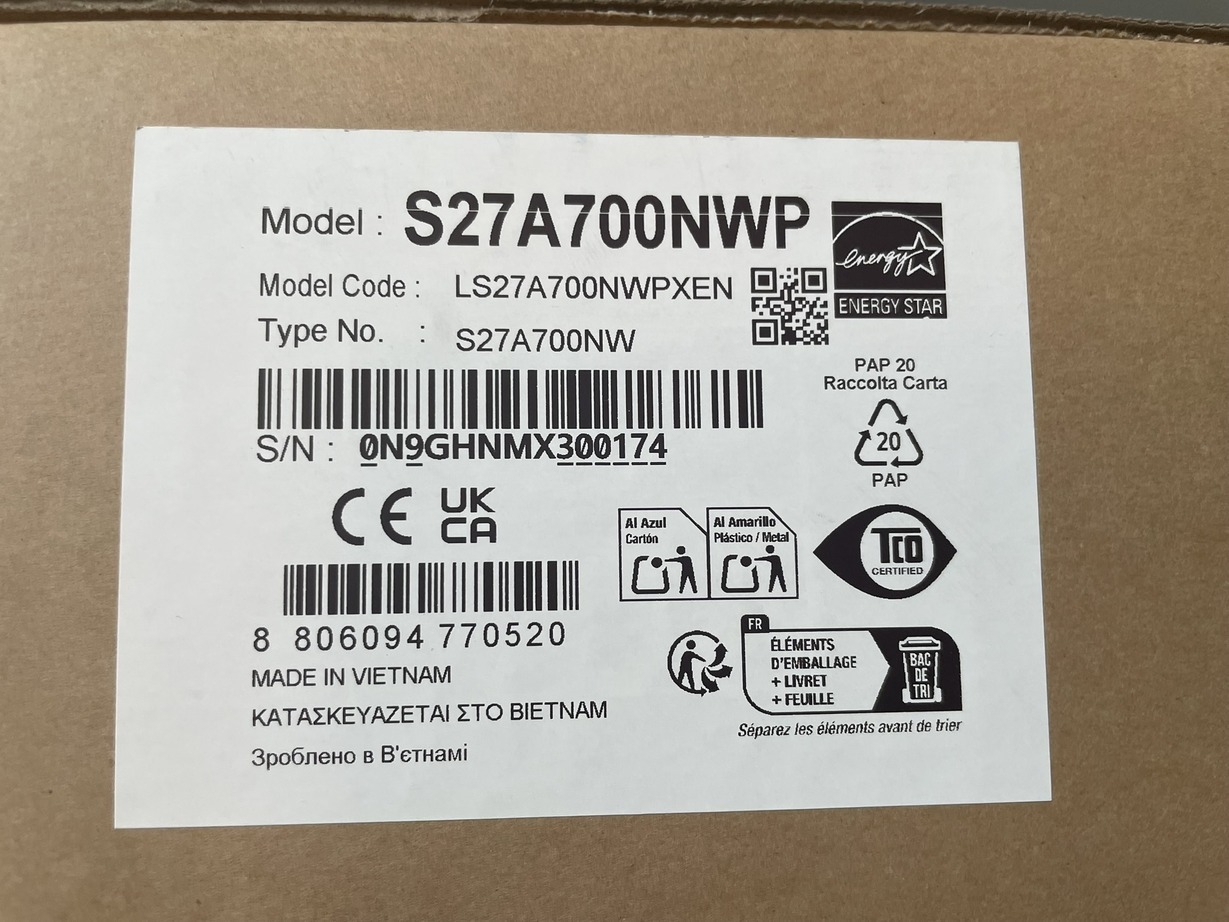 Model : S27A700NWP
Model Code : LS27A700NWPXEN
Type No. : S27A700NW
S/N : 0N9GHNMX300174
energy
ENERGY STAR
PAP 20
Raccolta Carta
20
PAP
CE UK
CA
Al Azul
Cartón
Al Amarillo
Plástico / Metal
TCO
CERTIFIED
8 806094 770520
MADE IN VIETNAM
ΚΑΤΑΣΚΕΥΑΖΕΤΑΙ ΣΤΟ ΒΙΕΤΝΑΜ
Зроблено в В'єтнамі
FR
ÉLÉMENTS
D'EMBALLAGE
+ LIVRET
+ FEUILLE
BAC
DE
TRI
Séparez les éléments avant de trier